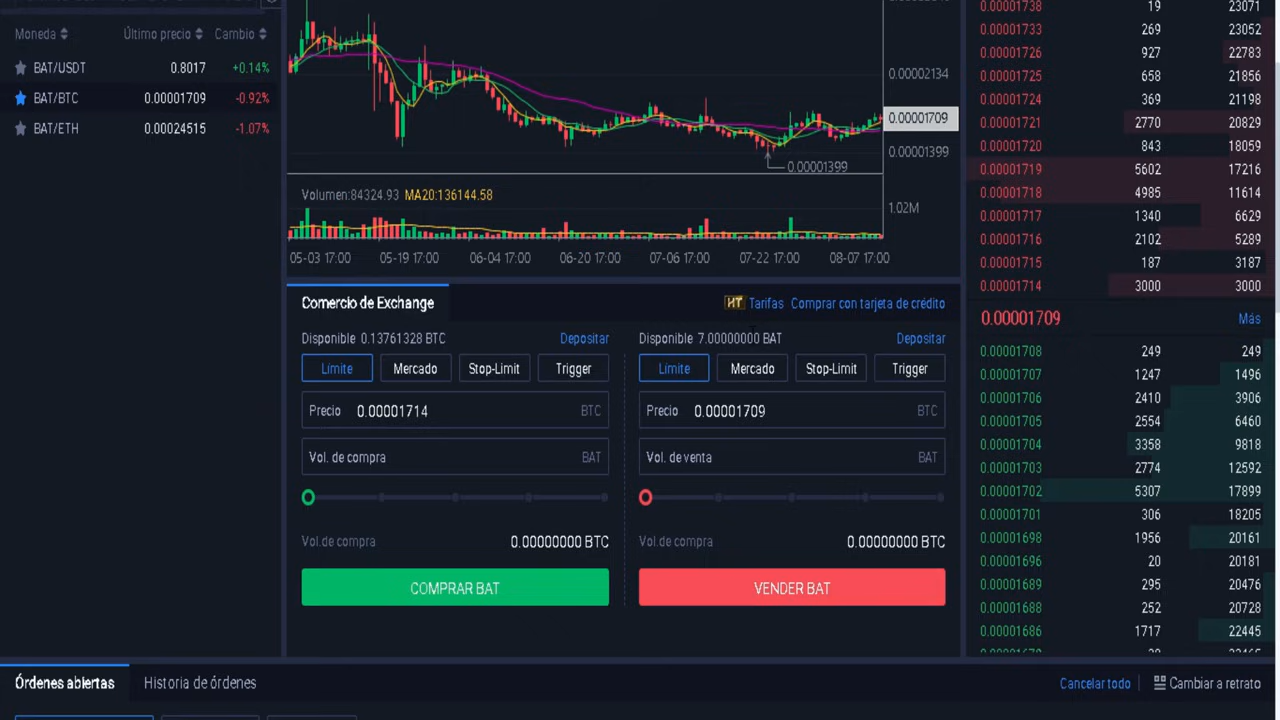 Moneda Último precio Cambio
BAT/USDT 0.8017 +0.14%
BAT/BTC 0.00001709 -0.92%
BAT/ETH 0.00024515 -1.07%
0.00002134
0.00001709
0.00001399
0.00001399
Volumen:84324.93 MA20:136144.58
1.02M
05-03 17:00 05-19 17:00 06-04 17:00 06-20 17:00 07-06 17:00 07-22 17:00 08-07 17:00
Comercio de Exchange
HT Tarifas Comprar con tarjeta de crédito
Disponible 0.13761328 BTC Depositar
Límite Mercado Stop-Limit Trigger
Precio 0.00001714 BTC
Vol. de compra BAT
Vol.de compra 0.00000000 BTC
COMPRAR BAT
Disponible 7.00000000 BAT Depositar
Límite Mercado Stop-Limit Trigger
Precio 0.00001709 BTC
Vol. de venta BAT
Vol.de compra 0.00000000 BTC
VENDER BAT
0.00001738 19 23071
0.00001733 269 23052
0.00001726 927 22783
0.00001725 658 21856
0.00001724 369 21198
0.00001721 2770 20829
0.00001720 843 18059
0.00001719 5602 17216
0.00001718 4985 11614
0.00001717 1340 6629
0.00001716 2102 5289
0.00001715 187 3187
0.00001714 3000 3000
0.00001709 Más
0.00001708 249 249
0.00001707 1247 1496
0.00001706 2410 3906
0.00001705 2554 6460
0.00001704 3358 9818
0.00001703 2774 12592
0.00001702 5307 17899
0.00001701 306 18205
0.00001698 1956 20161
0.00001696 20 20181
0.00001689 295 20476
0.00001688 252 20728
0.00001686 1717 22445
Órdenes abiertas Historia de órdenes
Cancelar todo Cambiar a retrato